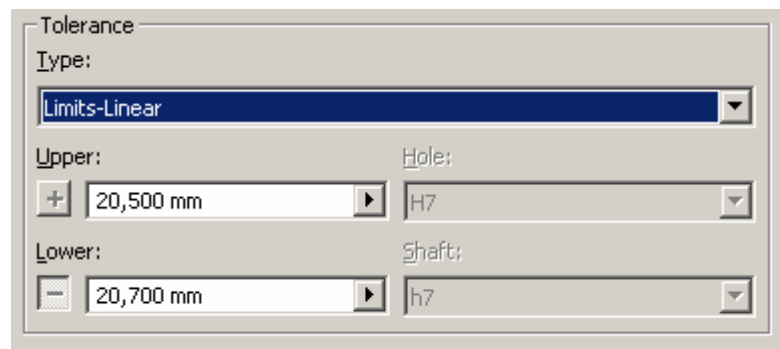 Tolerance
Type:
Limits-Linear
Upper: Hole:
+ 20,500 mm H7
Lower: Shaft:
- 20,700 mm h7